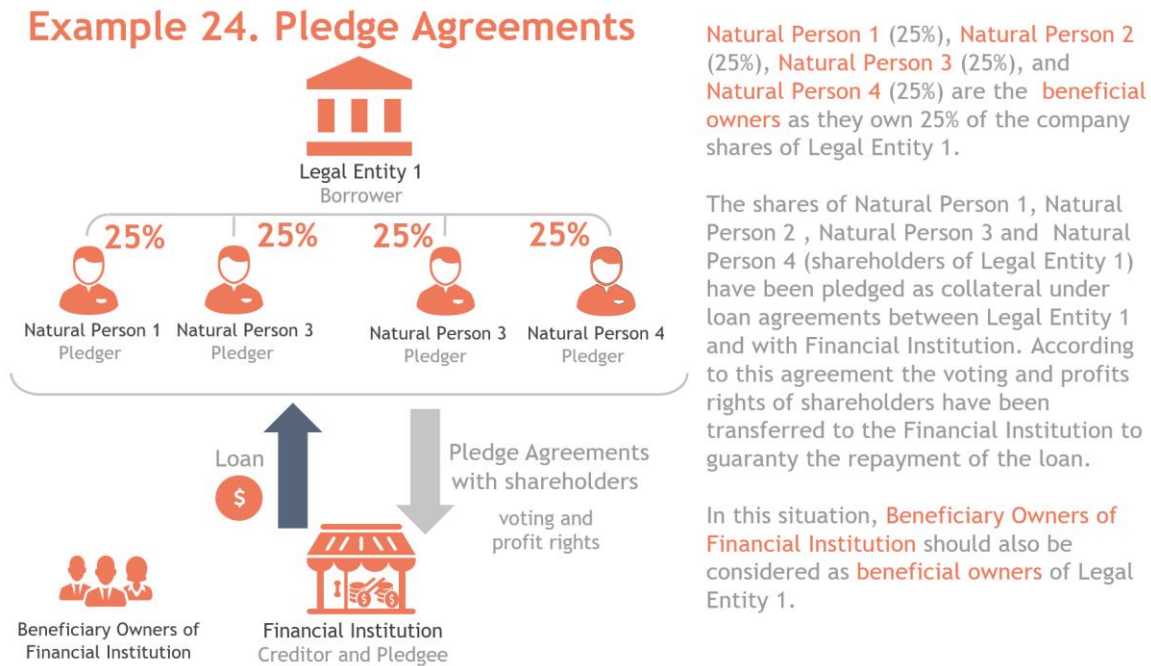 Example 24. Pledge Agreements
Legal Entity 1
Borrower
25%
25%
25%
25%
Natural Person 1
Pledger
Natural Person 3
Pledger
Natural Person 3
Pledger
Natural Person 4
Pledger
Loan
$
Pledge Agreements
with shareholders
voting and
profit rights
$
Beneficiary Owners of
Financial Institution
Financial Institution
Creditor and Pledgee
Natural Person 1 (25%), Natural Person 2
(25%), Natural Person 3 (25%), and
Natural Person 4 (25%) are the beneficial
owners as they own 25% of the company
shares of Legal Entity 1.
The shares of Natural Person 1, Natural
Person 2 , Natural Person 3 and Natural
Person 4 (shareholders of Legal Entity 1)
have been pledged as collateral under
loan agreements between Legal Entity 1
and with Financial Institution. According
to this agreement the voting and profits
rights of shareholders have been
transferred to the Financial Institution to
guaranty the repayment of the loan.
In this situation, Beneficiary Owners of
Financial Institution should also be
considered as beneficial owners of Legal
Entity 1.